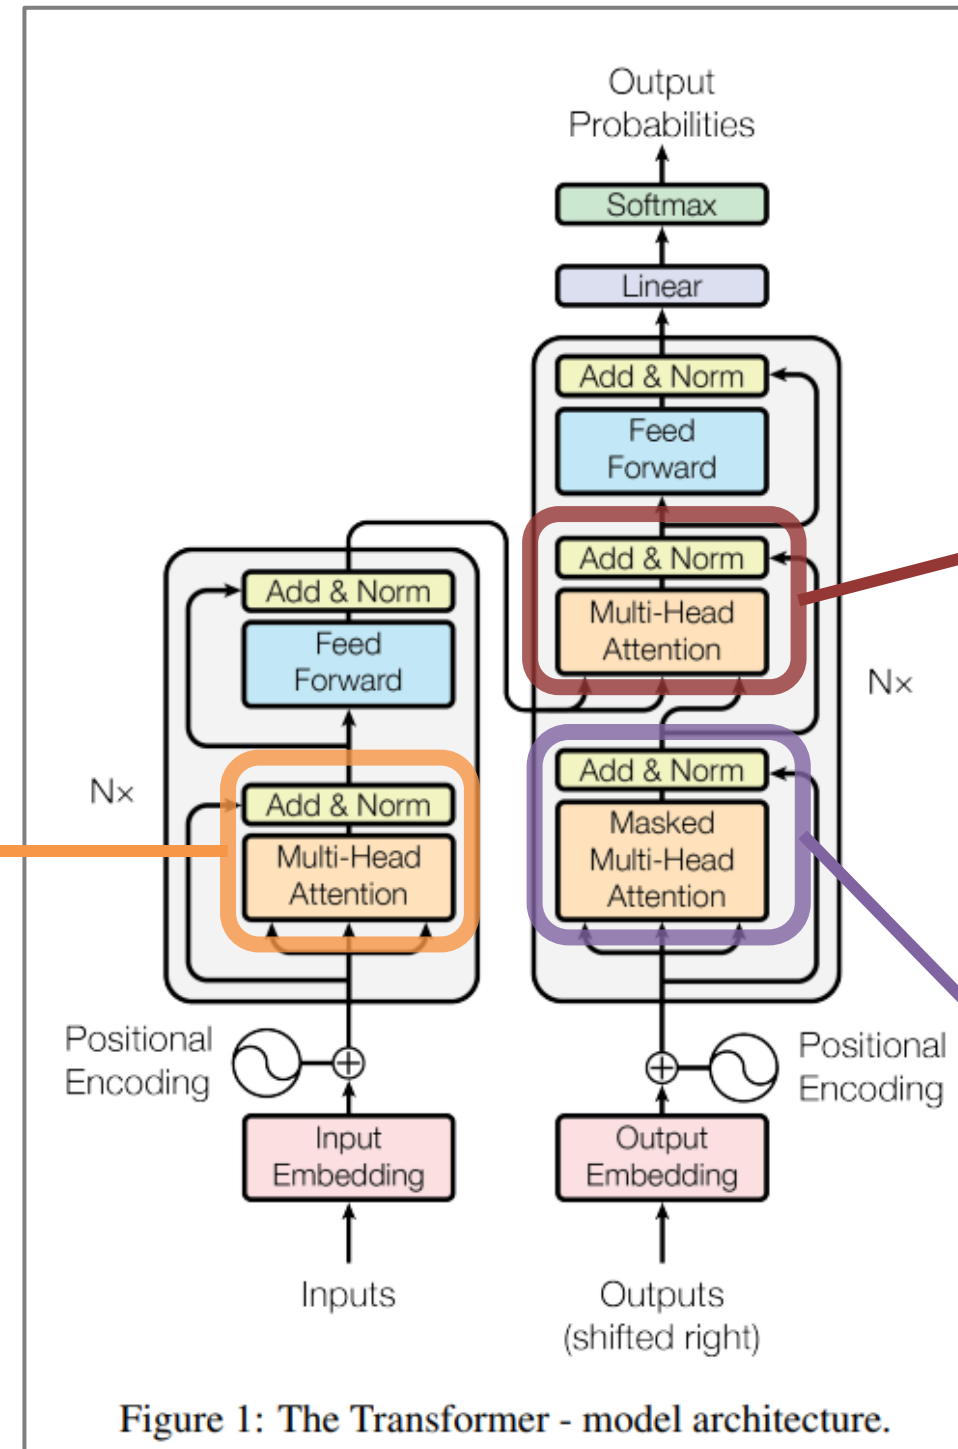 Output
Probabilities
Softmax
Linear
Add & Norm
Feed
Forward
Add & Norm
Multi-Head
Attention
Nx
Add & Norm
Masked
Multi-Head
Attention
Add & Norm
Feed
Forward
Nx
Add & Norm
Multi-Head
Attention
Positional
Encoding
Positional
Encoding
Input
Embedding
Output
Embedding
Inputs
Outputs
(shifted right)
Figure 1: The Transformer - model architecture.